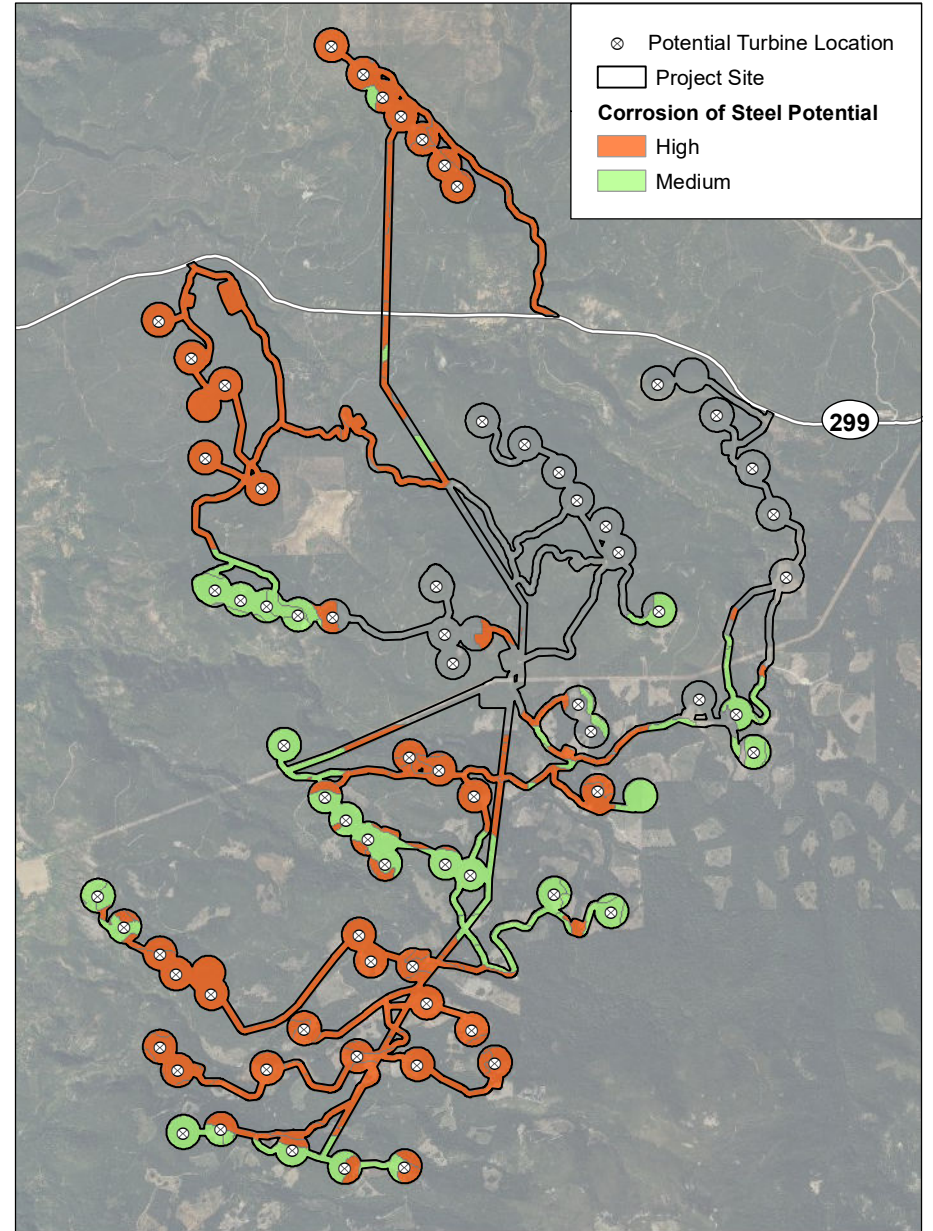 Potential Turbine Location
Project Site
Corrosion of Steel Potential
High
Medium
299